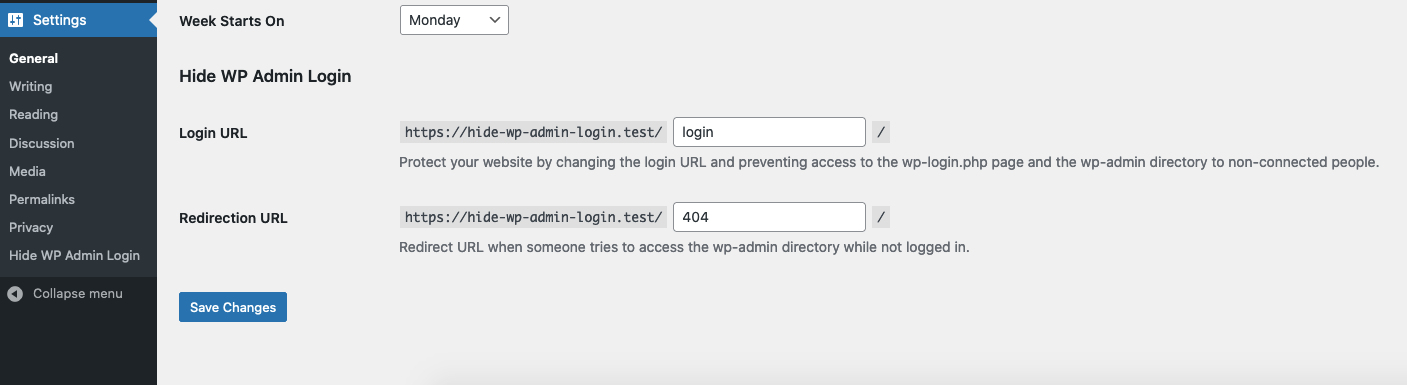 Settings
General
Writing
Reading
Discussion
Media
Permalinks
Privacy
Hide WP Admin Login
Collapse menu
Week Starts On Monday
Hide WP Admin Login
Login URL https://hide-wp-admin-login.test/ login /
Protect your website by changing the login URL and preventing access to the wp-login.php page and the wp-admin directory to non-connected people.
Redirection URL https://hide-wp-admin-login.test/ 404 /
Redirect URL when someone tries to access the wp-admin directory while not logged in.
Save Changes